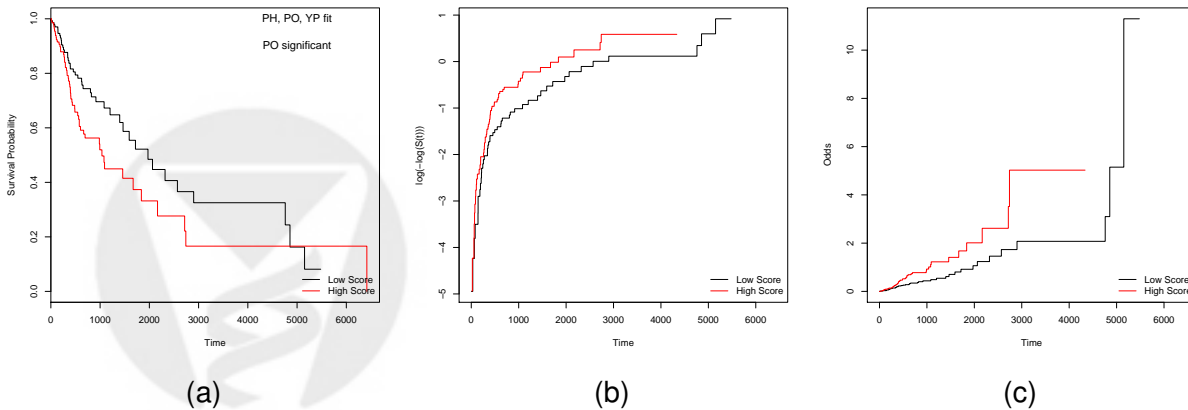 PH, PO, YP fit
PO significant
Survival Probability
1.0
0.8
0.6
0.4
0.2
0.0
Low Score
High Score
0 1000 2000 3000 4000 5000 6000
Time
(a)
log(−log(S(t)))
1
0
−1
−2
−3
−4
−5
Low Score
High Score
0 1000 2000 3000 4000 5000 6000
Time
(b)
Odds
10
8
6
4
2
0
Low Score
High Score
0 1000 2000 3000 4000 5000 6000
Time
(c)